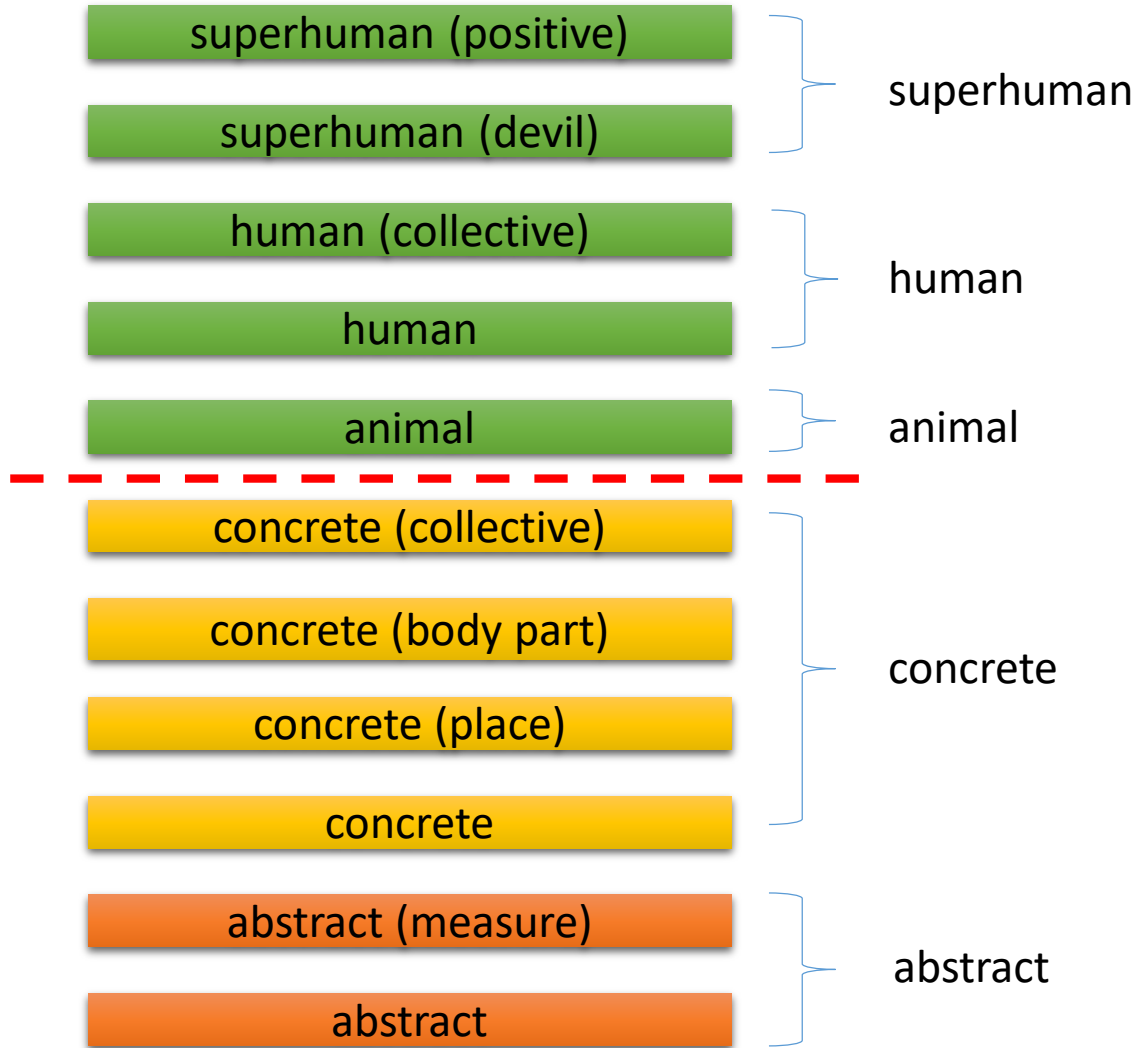 superhuman (positive)
superhuman (devil)
superhuman
human (collective)
human
human
animal
animal
concrete (collective)
concrete (body part)
concrete (place)
concrete
concrete
abstract (measure)
abstract
abstract